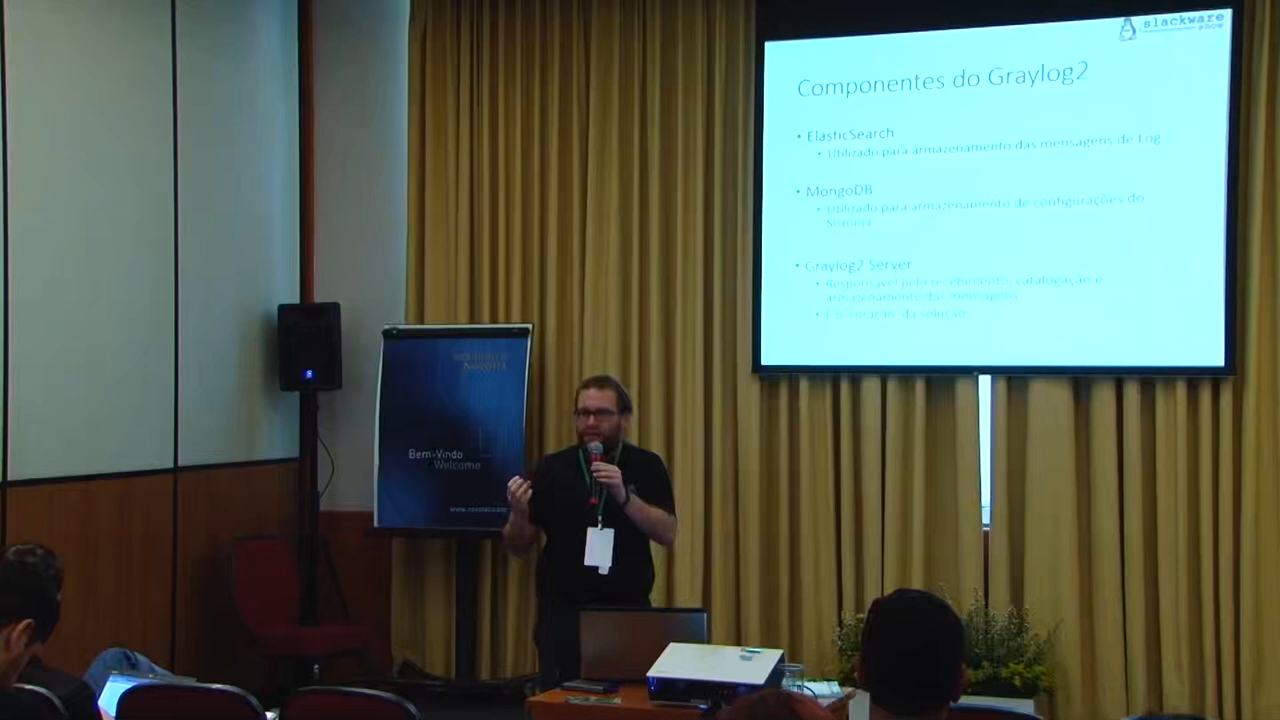 slackware
show
Componentes do Graylog2
• ElasticSearch
• Utilizado para armazenamento das mensagens de Log
• MongoDB
• Utilizado para armazenamento de configurações do
Sistema
• Graylog2 Server
• Responsável pelo recebimento, catalogação e
armazenamento das mensagens
• É o "coração" da solução
Bem-Vindo
Welcome